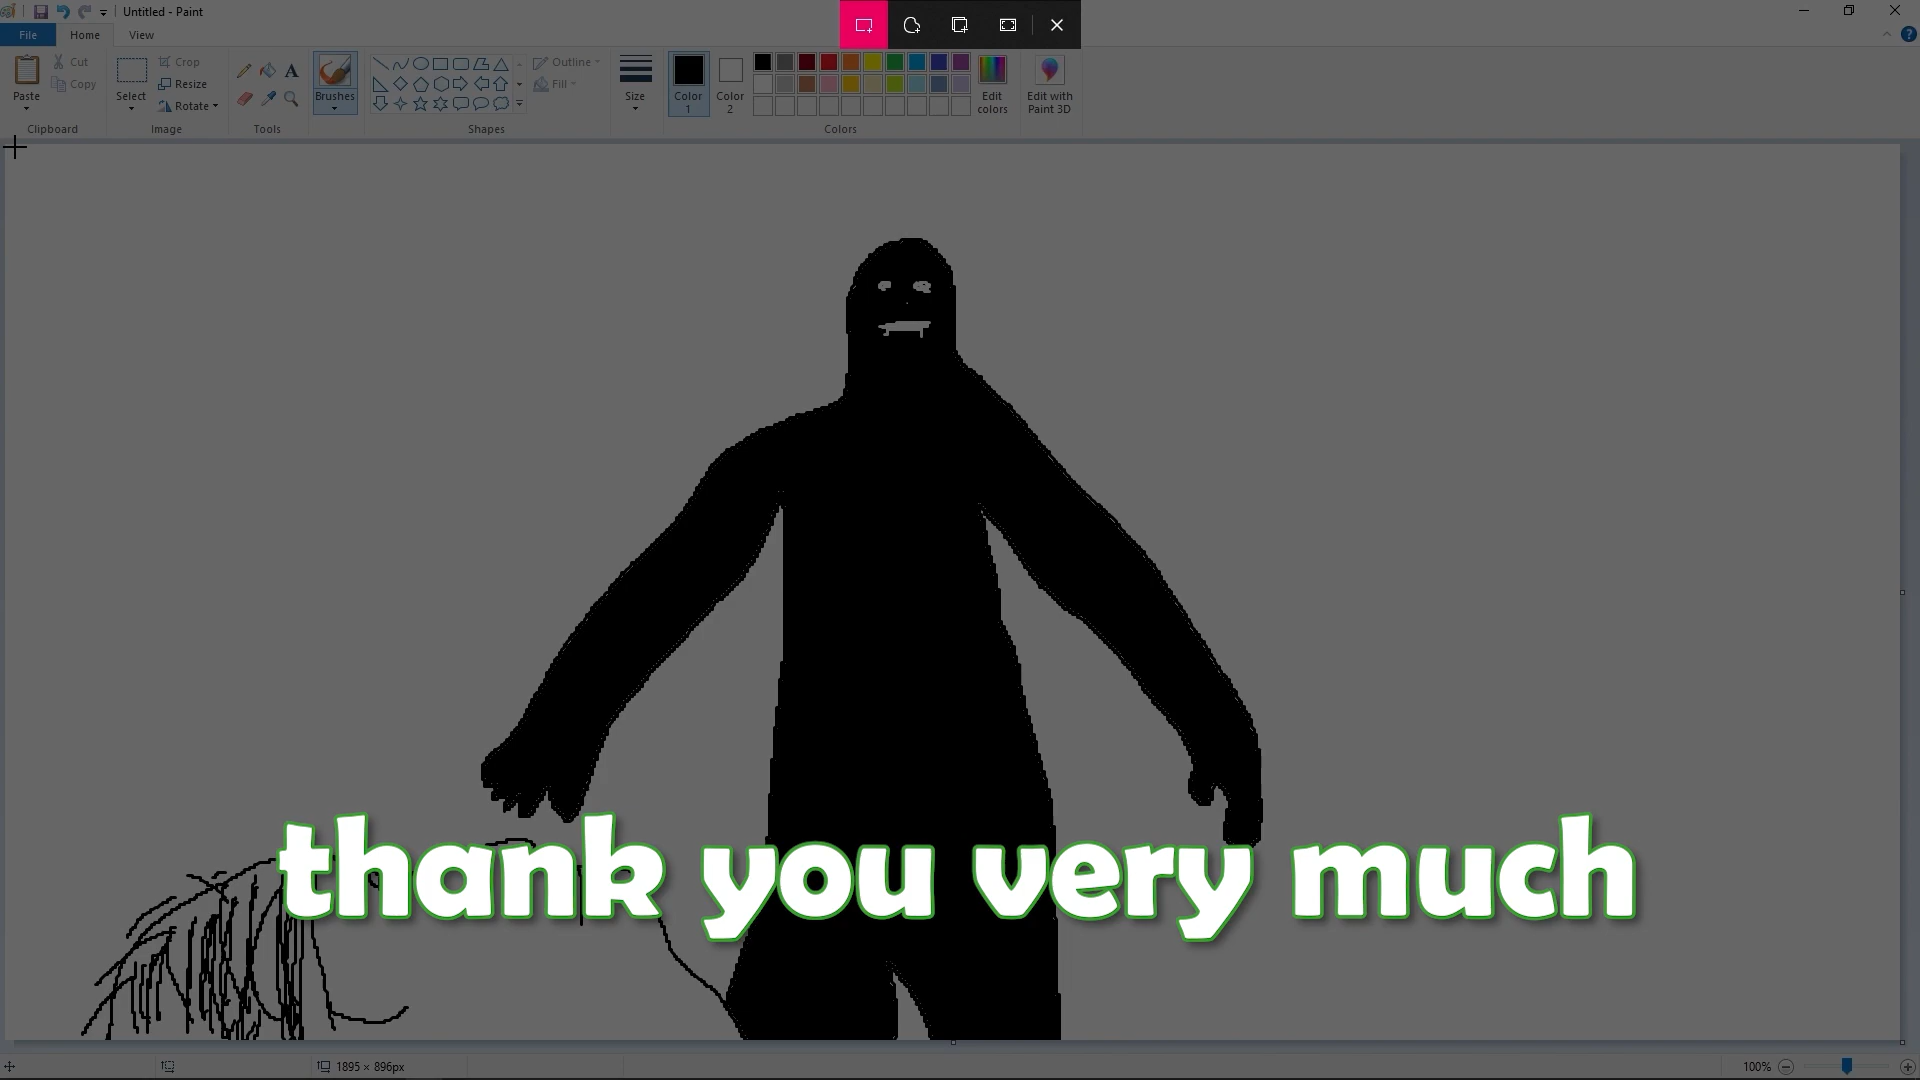 Untitled - Paint
File Home View
Paste
Cut
Copy
Clipboard
Select
Crop
Resize
Rotate
Image
A
Tools
Brushes
Shapes
Outline
Fill
Size
Color 1
Color 2
Colors
Edit colors
Edit with Paint 3D
thank you very much
1895 × 896px
100%